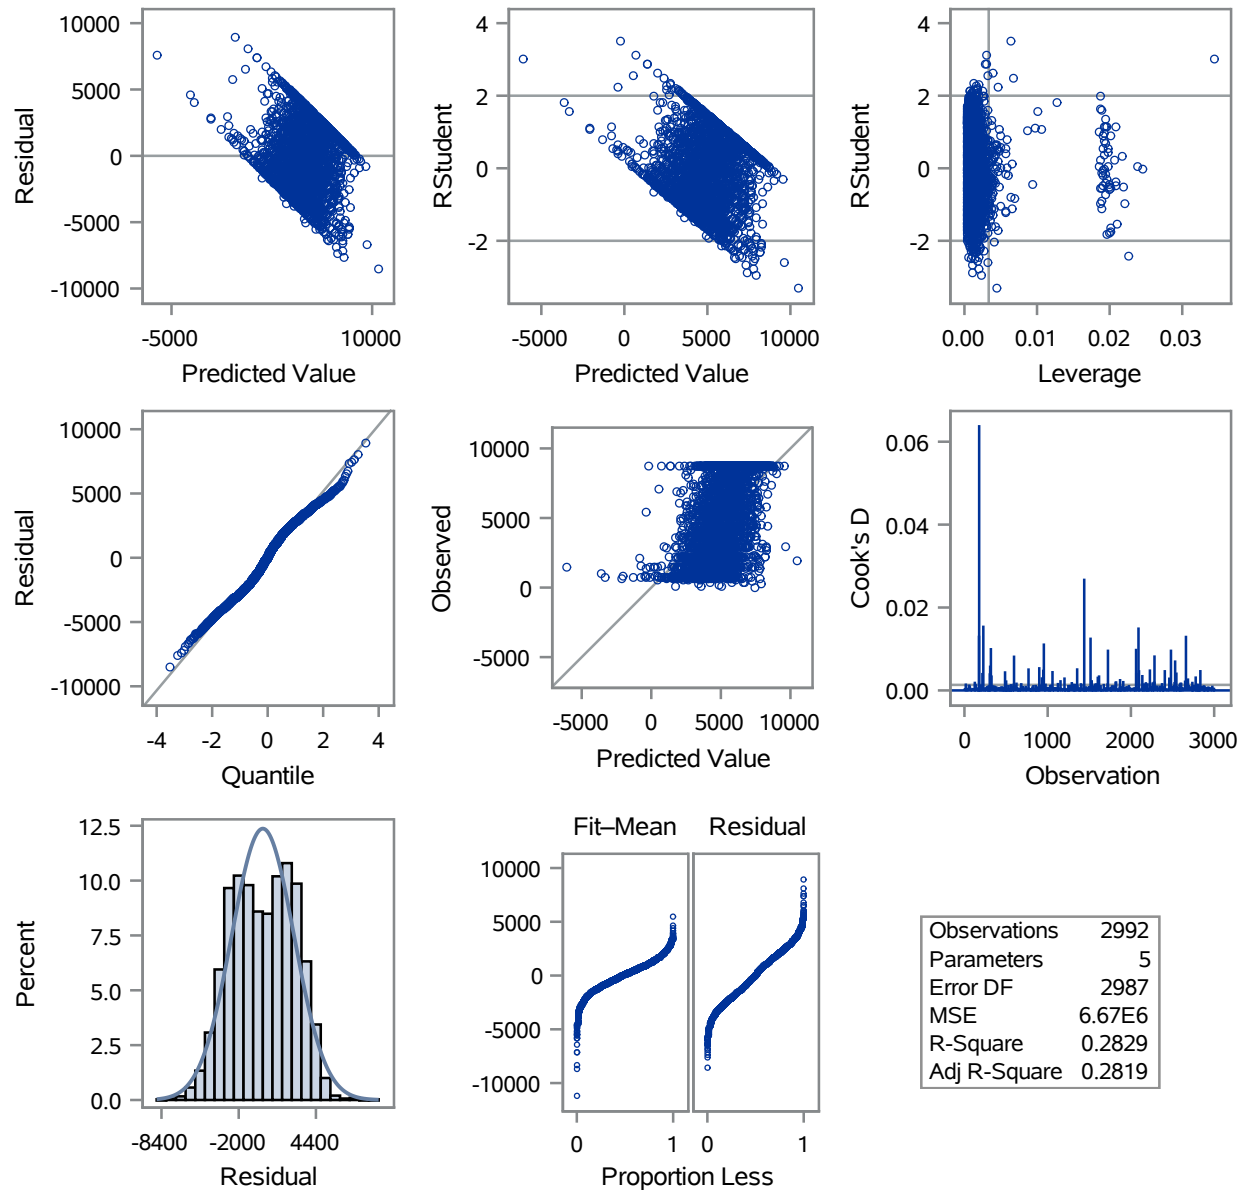 10000
5000
0
-5000
-10000
Residual
-5000
10000
Predicted Value
4
2
0
-2
RStudent
-5000
0
5000
10000
Predicted Value
4
2
0
-2
RStudent
0.00
0.01
0.02
0.03
Leverage
10000
5000
0
-5000
-10000
Residual
-4
-2
0
2
4
Quantile
10000
5000
0
-5000
Observed
-5000
0
5000
10000
Predicted Value
0.06
0.04
0.02
0.00
Cook's D
0
1000
2000
3000
Observation
12.5
10.0
7.5
5.0
2.5
0.0
Percent
-8400
-2000
4400
Residual
Fit–Mean
Residual
10000
5000
0
-5000
-10000
0
1
0
1
Proportion Less
Observations 2992
Parameters 5
Error DF 2987
MSE 6.67E6
R-Square 0.2829
Adj R-Square 0.2819